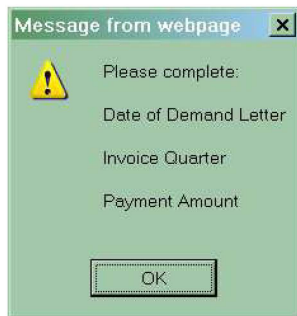 Message from webpage
Please complete:
Date of Demand Letter
Invoice Quarter
Payment Amount
OK